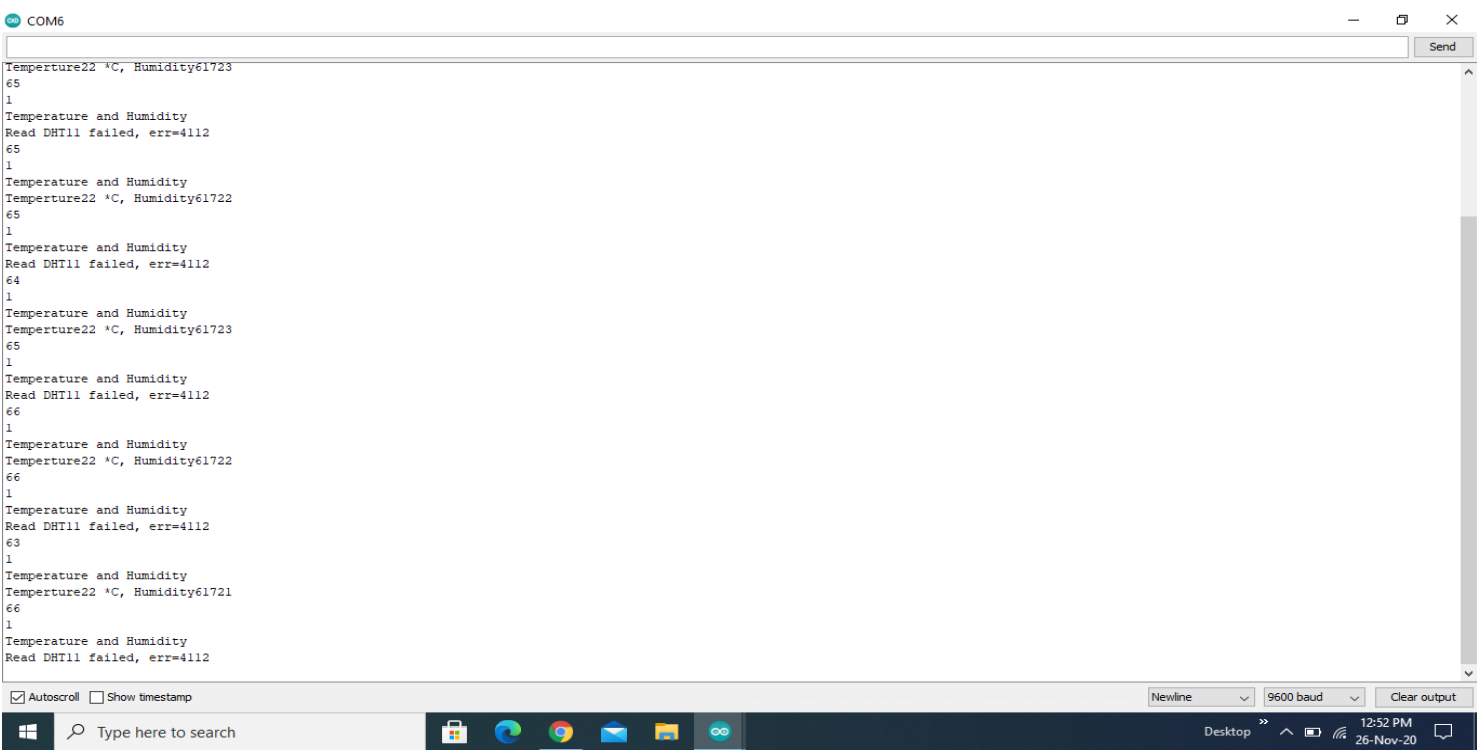 COM6
Send
Temperture22 *C, Humidity61723
65
1
Temperature and Humidity
Read DHT11 failed, err=4112
65
1
Temperature and Humidity
Temperture22 *C, Humidity61722
65
1
Temperature and Humidity
Read DHT11 failed, err=4112
64
1
Temperature and Humidity
Temperture22 *C, Humidity61723
65
1
Temperature and Humidity
Read DHT11 failed, err=4112
66
1
Temperature and Humidity
Temperture22 *C, Humidity61722
66
1
Temperature and Humidity
Read DHT11 failed, err=4112
63
1
Temperature and Humidity
Temperture22 *C, Humidity61721
66
1
Temperature and Humidity
Read DHT11 failed, err=4112
Autoscroll Show timestamp Newline 9600 baud Clear output
Type here to search Desktop » 12:52 PM
26-Nov-20